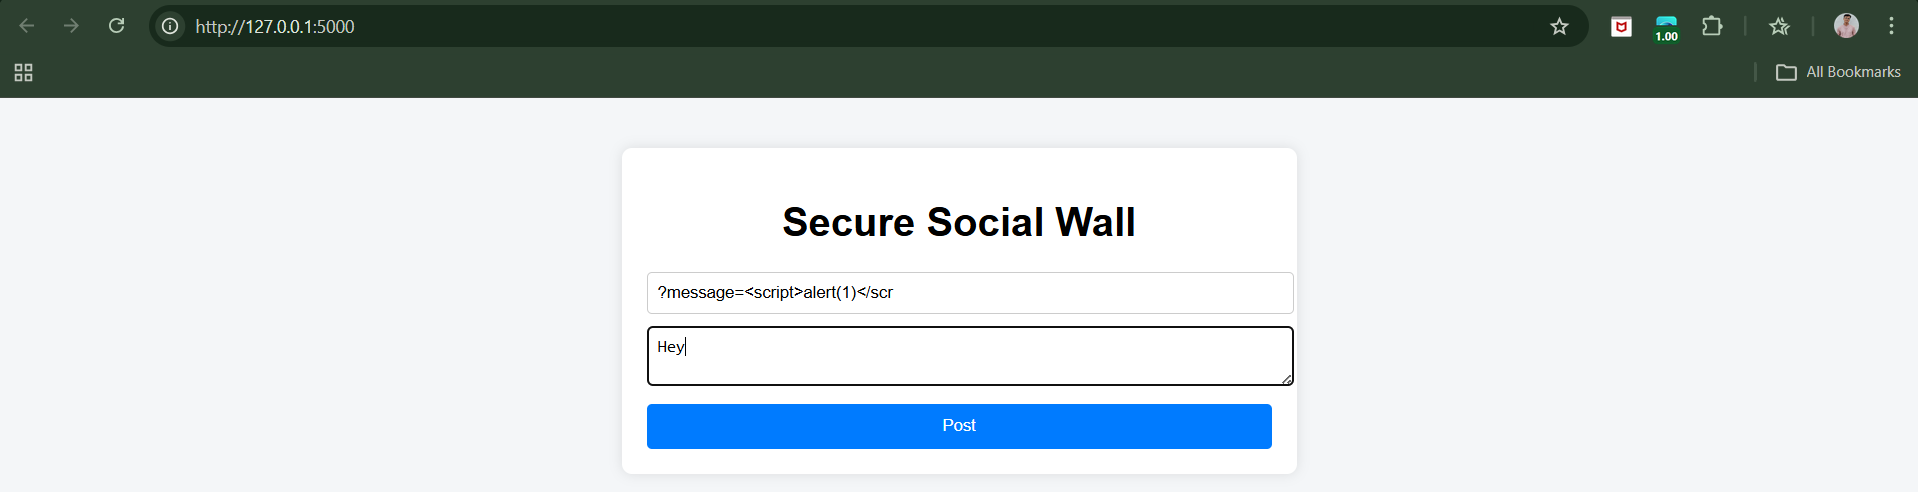 http://127.0.0.1:5000
1.00
All Bookmarks
Secure Social Wall
?message=<script>alert(1)</scr
Hey
Post